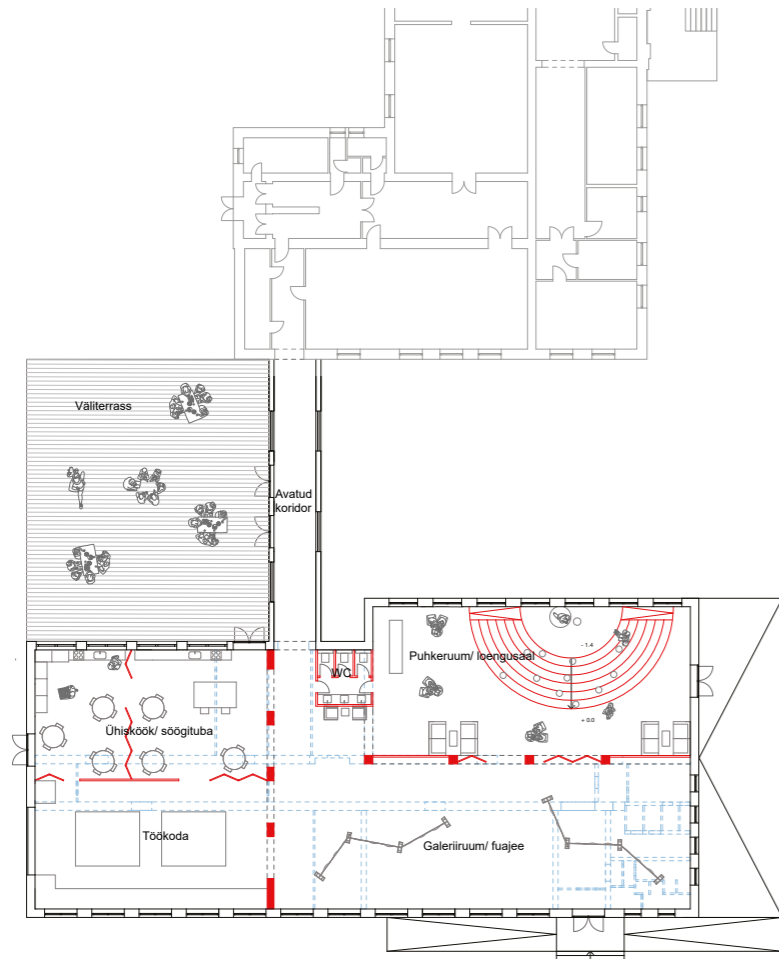 Väliterrass
Avatud
koridor
Puhkeruum/ loengusaal
- 1.4
+ 0.0
WC
Ühisköök/ söögituba
Töökoda
Galeriiruum/ fuajee